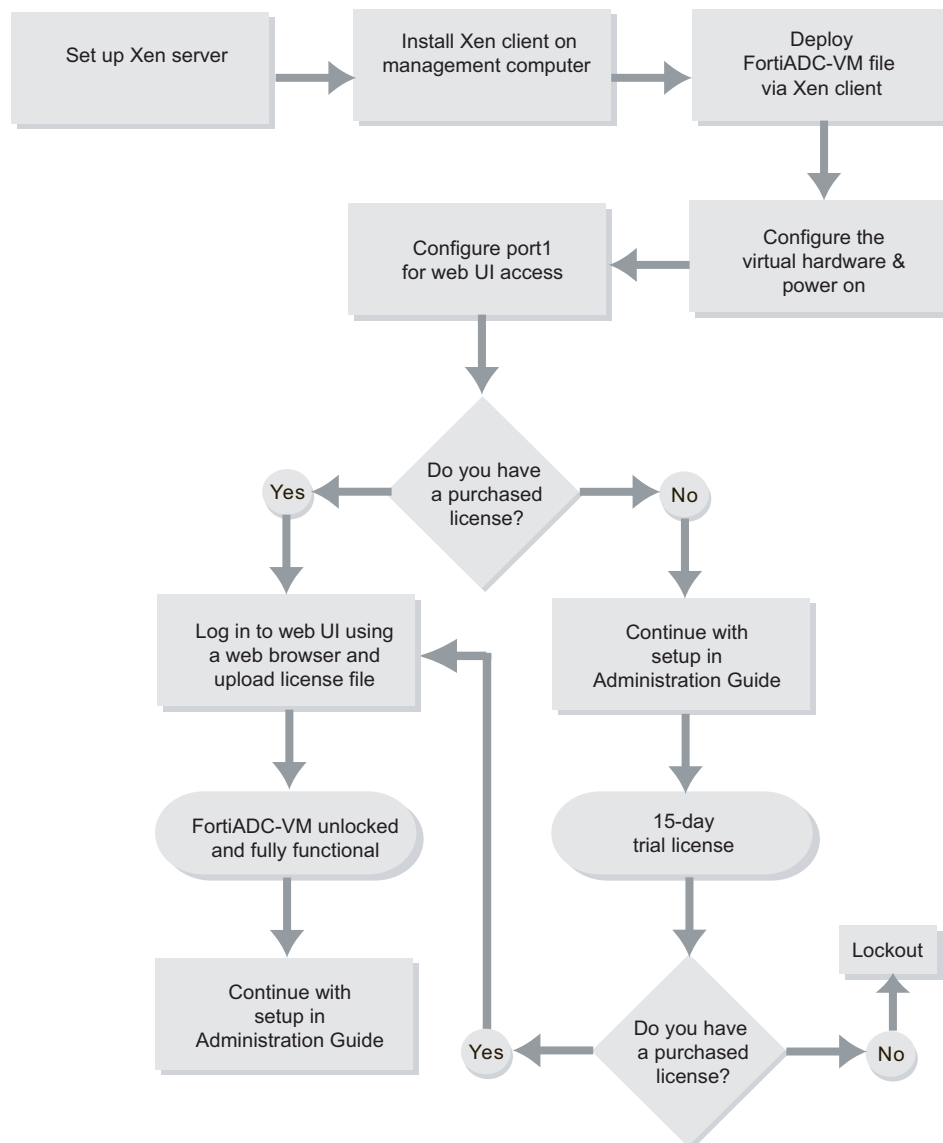 Set up Xen server
Install Xen client on
management computer
Deploy
FortiADC-VM file
via Xen client
Configure the
virtual hardware &
power on
Configure port1
for web UI access
Do you have
a purchased
license?
Yes
No
Log in to web UI using
a web browser and
upload license file
Continue with
setup in
Administration Guide
FortiADC-VM unlocked
and fully functional
15-day
trial license
Continue with
setup in
Administration Guide
Do you have
a purchased
license?
Yes
No
Lockout